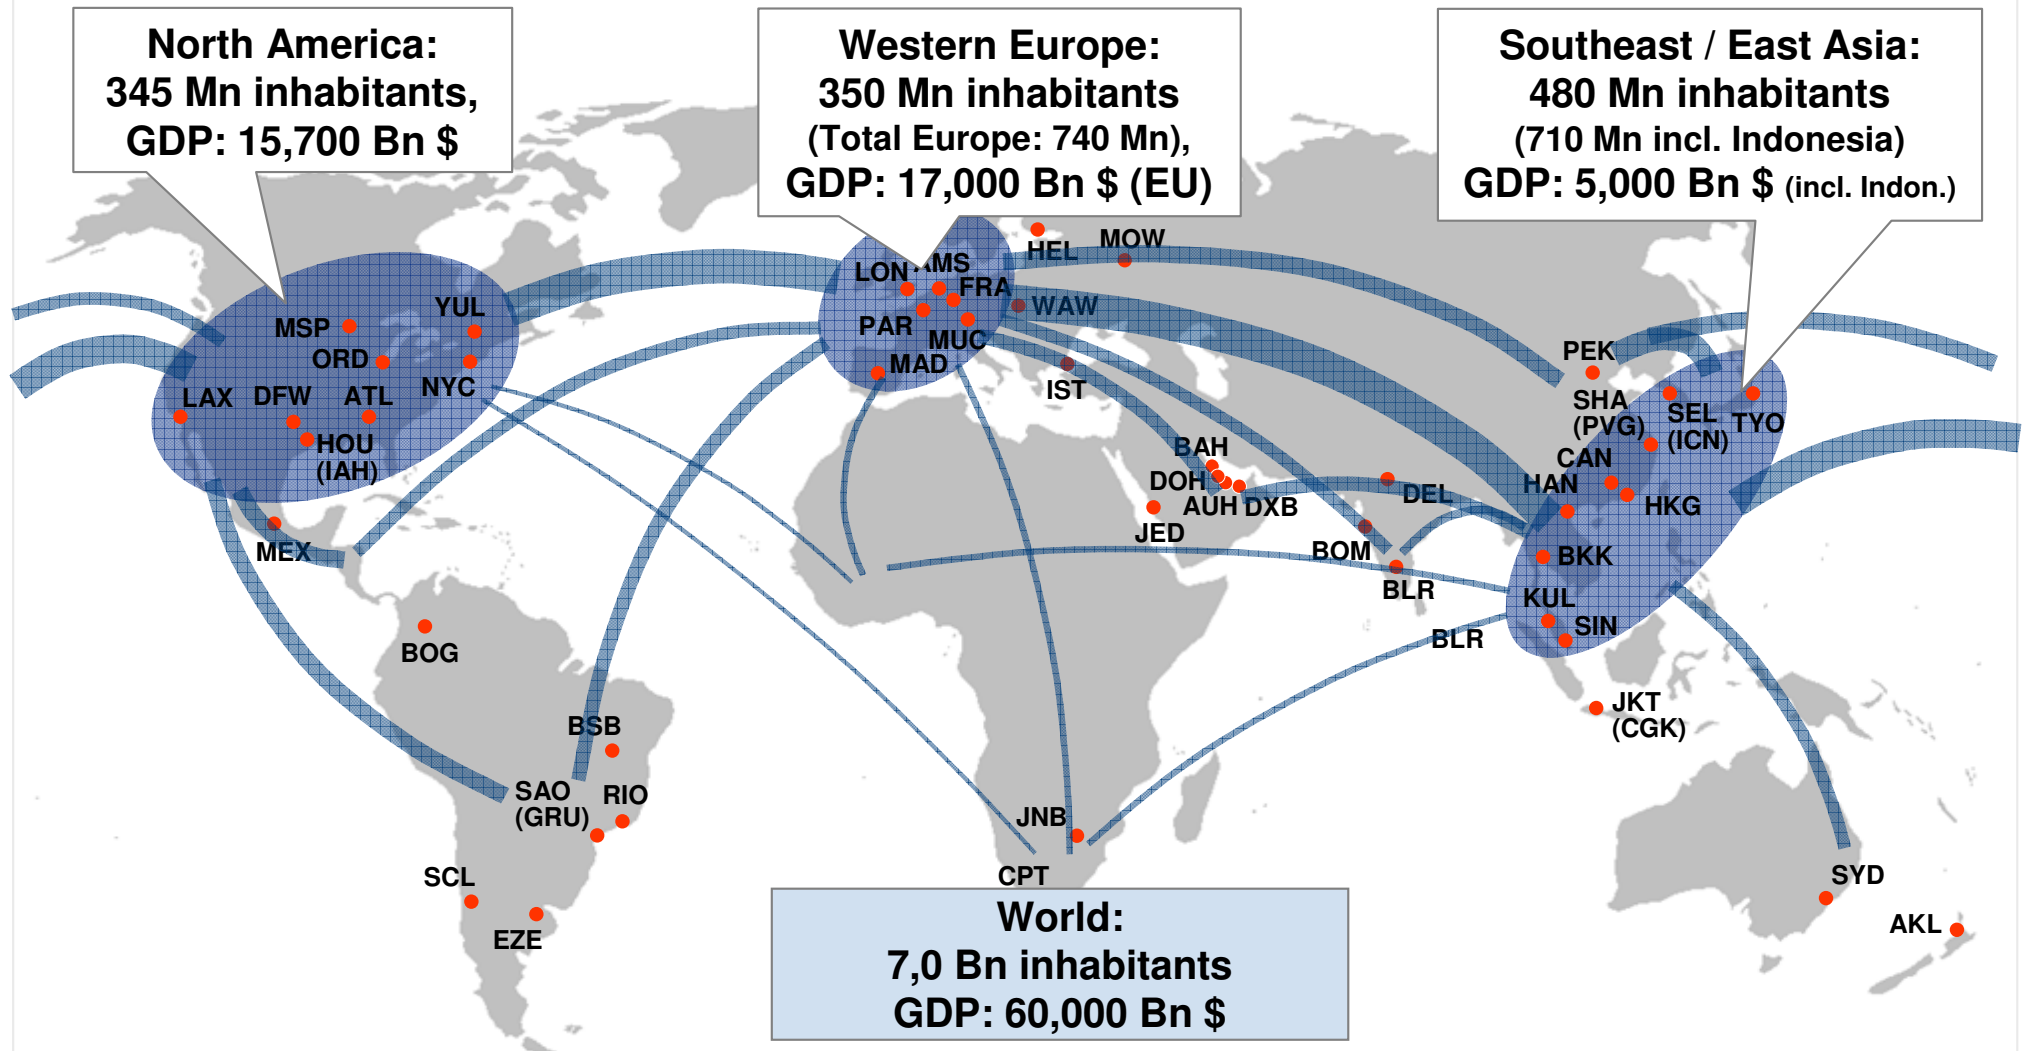 North America:
345 Mn inhabitants,
GDP: 15,700 Bn $
Western Europe:
350 Mn inhabitants
(Total Europe: 740 Mn),
GDP: 17,000 Bn $ (EU)
Southeast / East Asia:
480 Mn inhabitants
(710 Mn incl. Indonesia)
GDP: 5,000 Bn $ (incl. Indon.)
HEL
MOW
LON
AMS
FRA
WAW
PAR
MUC
MAD
IST
YUL
MSP
ORD
NYC
LAX
DFW
ATL
HOU
(IAH)
MEX
BOG
BSB
SAO
(GRU)
RIO
SCL
EZE
BAH
DOH
AUH
DXB
JED
DEL
BOM
BLR
BLR
PEK
SHA
(PVG)
SEL
(ICN)
TYO
CAN
HAN
HKG
BKK
KUL
SIN
JKT
(CGK)
JNB
CPT
SYD
AKL
World:
7,0 Bn inhabitants
GDP: 60,000 Bn $